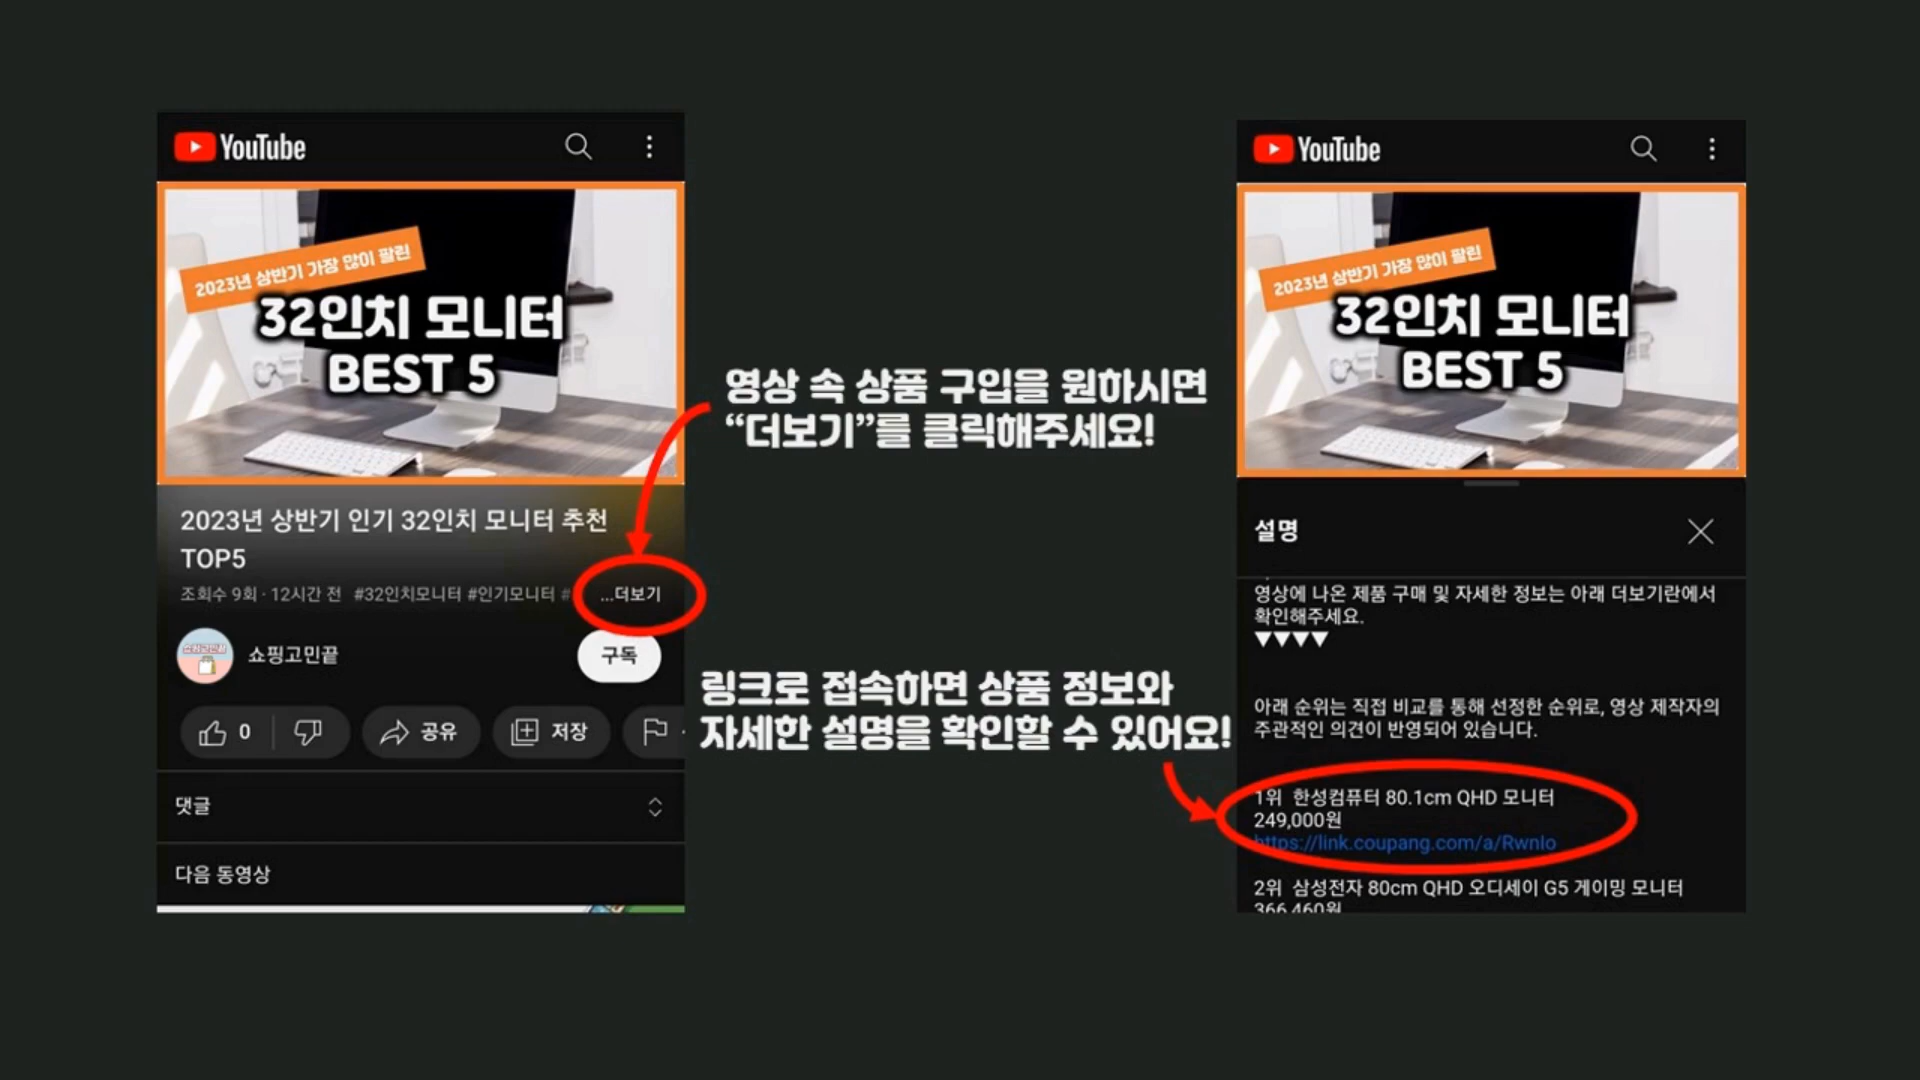 YouTube
2023년 상반기 가장 많이 팔린
32인치 모니터
BEST 5
2023년 상반기 인기 32인치 모니터 추천
TOP5
조회수 9회 · 12시간 전 #32인치모니터 #인기모니터 # ...더보기
쇼핑고민끝
쇼핑고민끝
구독
0
공유
저장
댓글
다음 동영상
영상 속 상품 구입을 원하시면
“더보기”를 클릭해주세요!
링크로 접속하면 상품 정보와
자세한 설명을 확인할 수 있어요!
YouTube
2023년 상반기 가장 많이 팔린
32인치 모니터
BEST 5
설명
영상에 나온 제품 구매 및 자세한 정보는 아래 더보기란에서
확인해주세요.
▼▼▼▼
아래 순위는 직접 비교를 통해 선정한 순위로, 영상 제작자의
주관적인 의견이 반영되어 있습니다.
1위 한성컴퓨터 80.1cm QHD 모니터
249,000원
https://link.coupang.com/a/RwnIo
2위 삼성전자 80cm QHD 오디세이 G5 게이밍 모니터
366,460원